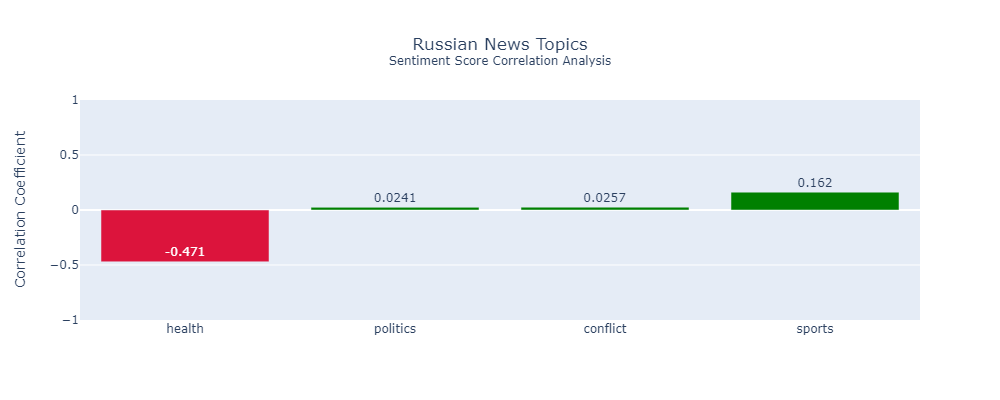 Russian News Topics
Sentiment Score Correlation Analysis
Correlation Coefficient
1
0.5
0
−0.5
−1
-0.471
0.0241
0.0257
0.162
health
politics
conflict
sports